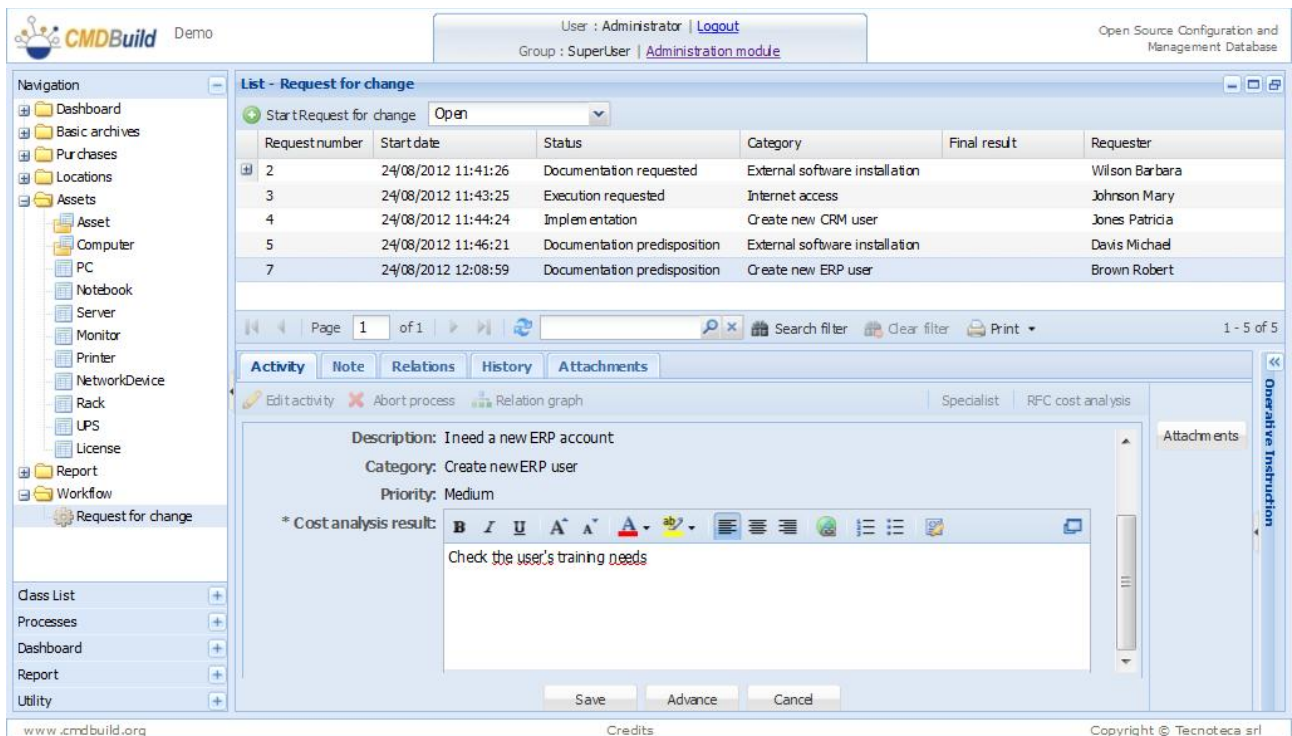 CMDBuild Demo
User : Administrator | Logout
Group : SuperUser | Administration module
Open Source Configuration and
Management Database
Navigation
Dashboard
Basic archives
Purchases
Locations
Assets
Asset
Computer
PC
Notebook
Server
Monitor
Printer
NetworkDevice
Rack
UPS
License
Report
Workflow
Request for change
Class List
Processes
Dashboard
Report
Utility
List - Request for change
Start Request for change Open
Request number Start date Status Category Final result Requester
2 24/08/2012 11:41:26 Documentation requested External software installation Wilson Barbara
3 24/08/2012 11:43:25 Execution requested Internet access Johnson Mary
4 24/08/2012 11:44:24 Implementation Create new CRM user Jones Patricia
5 24/08/2012 11:46:21 Documentation predisposition External software installation Davis Michael
7 24/08/2012 12:08:59 Documentation predisposition Create new ERP user Brown Robert
Page 1 of 1 Search filter Clear filter Print 1 - 5 of 5
Activity Note Relations History Attachments
Edit activity Abort process Relation graph Specialist RFC cost analysis
Description: I need a new ERP account
Category: Create new ERP user
Priority: Medium
* Cost analysis result: B I U A A A ab
Check the user's training needs
Save Advance Cancel
Attachments
Operative Instruction
www.cmdbuild.org Credits Copyright © Tecnoteca srl